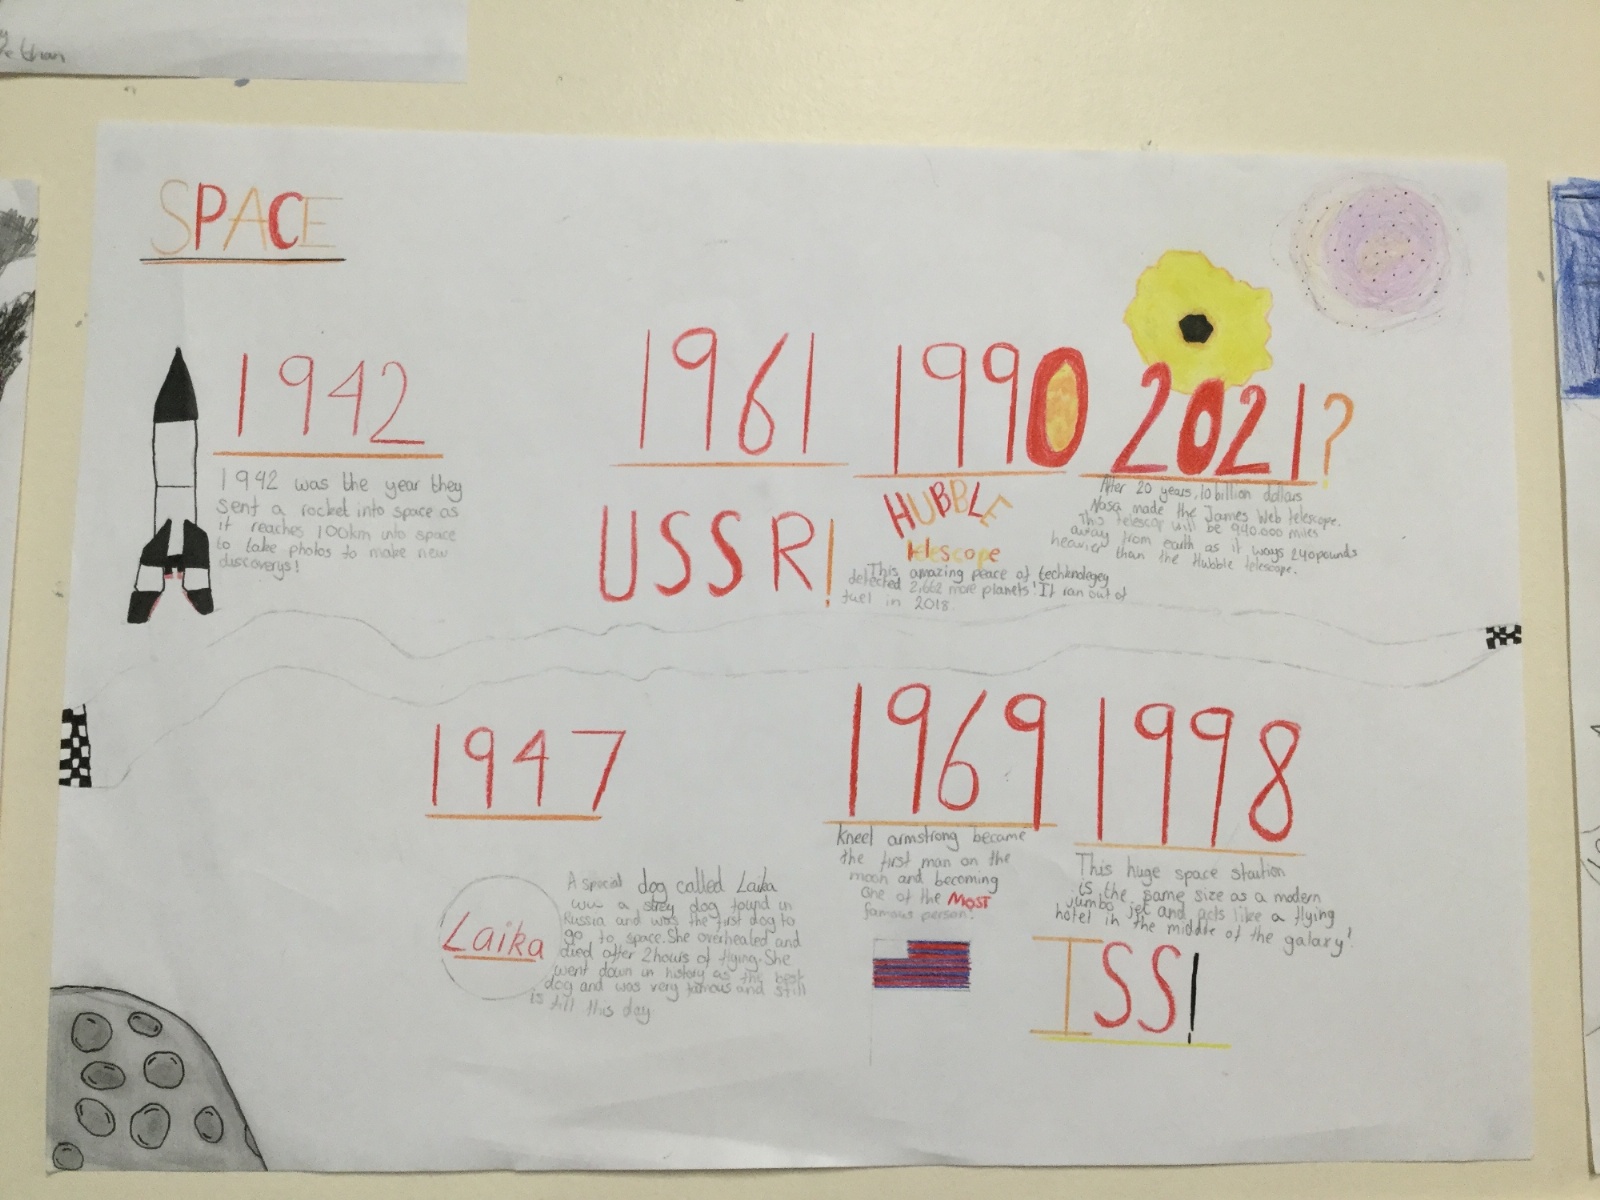 than
SPACE
1942
1942 was the year they
sent a rocket into space as
it reaches 100km into space
to take photos to make new
discoverys!
1961
USSR!
1990
HUBBLE
telescope
This amazing peace of techknolegey
detected 2,662 more planets! It ran out of
fuel in 2018.
2021?
After 20 years, 10 billion dollars
Nasa made the James Web telescope.
This telescop will be 940.000 miles
away from earth as it ways 240pounds
heavier than the Hubble telescope.
1947
Laika
A special dog called Laika
a strey dog found in
Russia and was the first dog to
go to space. She overheated and
died after 2hours of flying. She
went down in history as the best
dog and was very famous and still
is till this day
1969
Kneel armstrong became
the first man on the
moon and becoming
one of the MOST
famous person!
1998
This huge space staition
is the same size as a modern
jumbo jet and acts like a flying
hotel in the middle of the galaxy!
ISS!